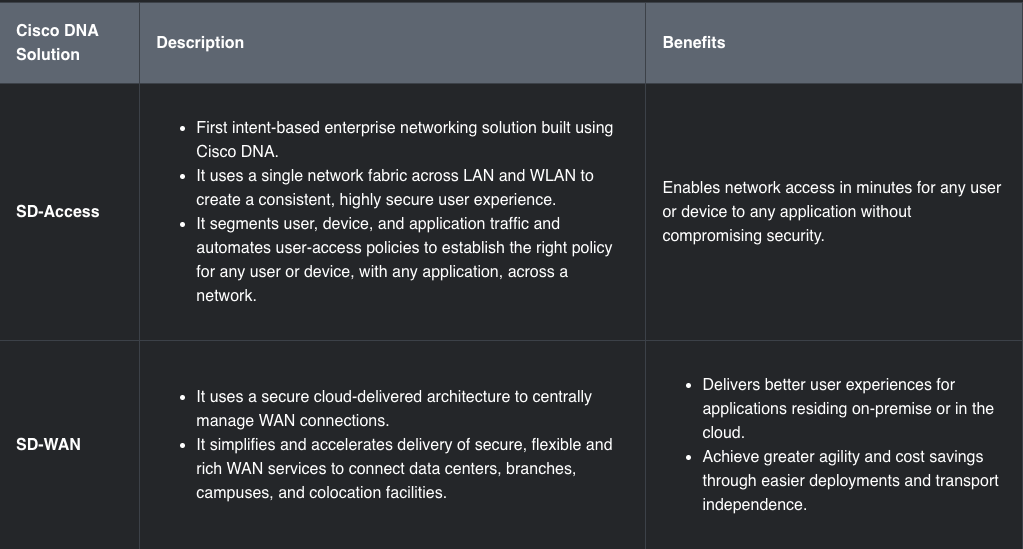 Cisco DNA
Solution
Description
Benefits
SD-Access
• First intent-based enterprise networking solution built using
Cisco DNA.
• It uses a single network fabric across LAN and WLAN to
create a consistent, highly secure user experience.
• It segments user, device, and application traffic and
automates user-access policies to establish the right policy
for any user or device, with any application, across a
network.
Enables network access in minutes for any user
or device to any application without
compromising security.
SD-WAN
• It uses a secure cloud-delivered architecture to centrally
manage WAN connections.
• It simplifies and accelerates delivery of secure, flexible and
rich WAN services to connect data centers, branches,
campuses, and colocation facilities.
• Delivers better user experiences for
applications residing on-premise or in the
cloud.
• Achieve greater agility and cost savings
through easier deployments and transport
independence.